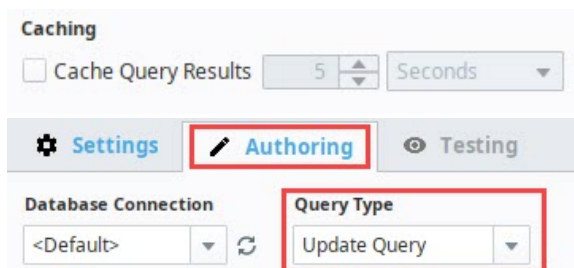 Caching
Cache Query Results 5 Seconds
Settings Authoring Testing
Database Connection Query Type
<Default> Update Query